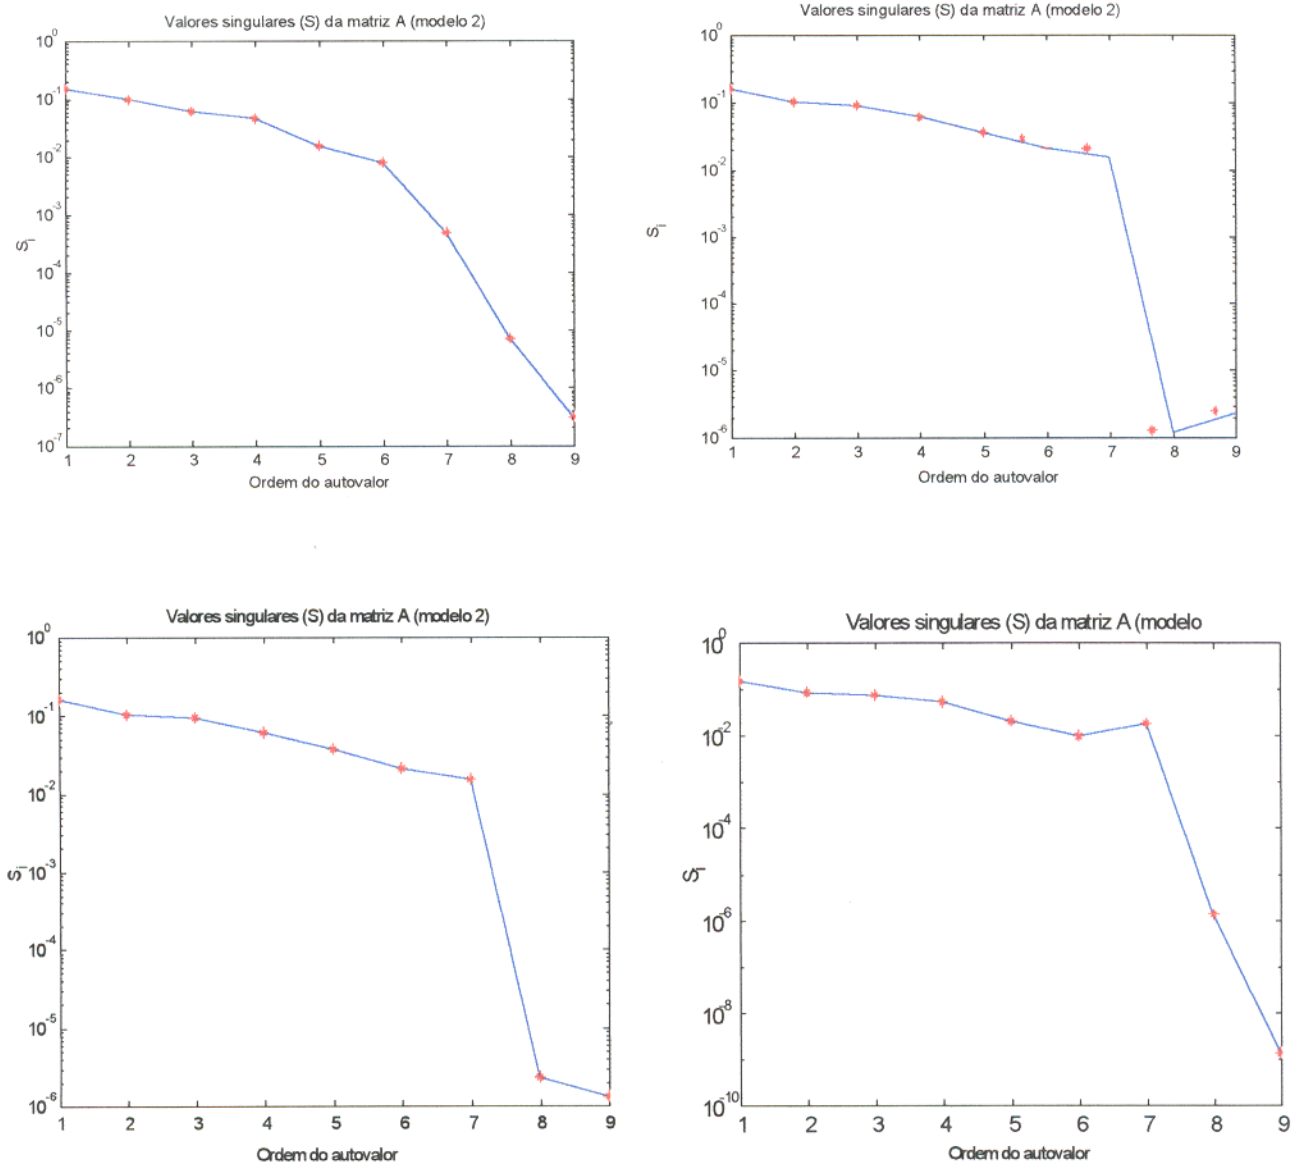 Valores singulares (S) da matriz A (modelo 2)
10^0
10^-1
10^-2
10^-3
10^-4
10^-5
10^-6
10^-7
S_i
1 2 3 4 5 6 7 8 9
Ordem do autovalor
Valores singulares (S) da matriz A (modelo 2)
10^0
10^-1
10^-2
10^-3
10^-4
10^-5
10^-6
S_i
1 2 3 4 5 6 7 8 9
Ordem do autovalor
Valores singulares (S) da matriz A (modelo 2)
10^0
10^-1
10^-2
10^-3
10^-4
10^-5
10^-6
S_i
1 2 3 4 5 6 7 8 9
Ordem do autovalor
Valores singulares (S) da matriz A (modelo
10^0
10^-2
10^-4
10^-6
10^-8
10^-10
S_i
1 2 3 4 5 6 7 8 9
Ordem do autovalor